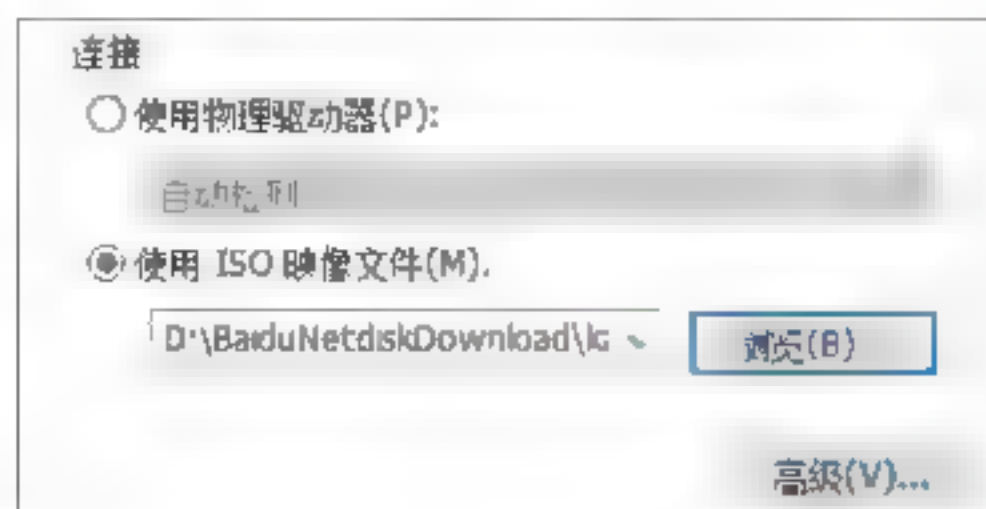 连接
使用物理驱动器(P):
自动检测
使用 ISO 映像文件(M):
D:\BaiduNetdiskDownload\
浏览(B)
高级(V)...